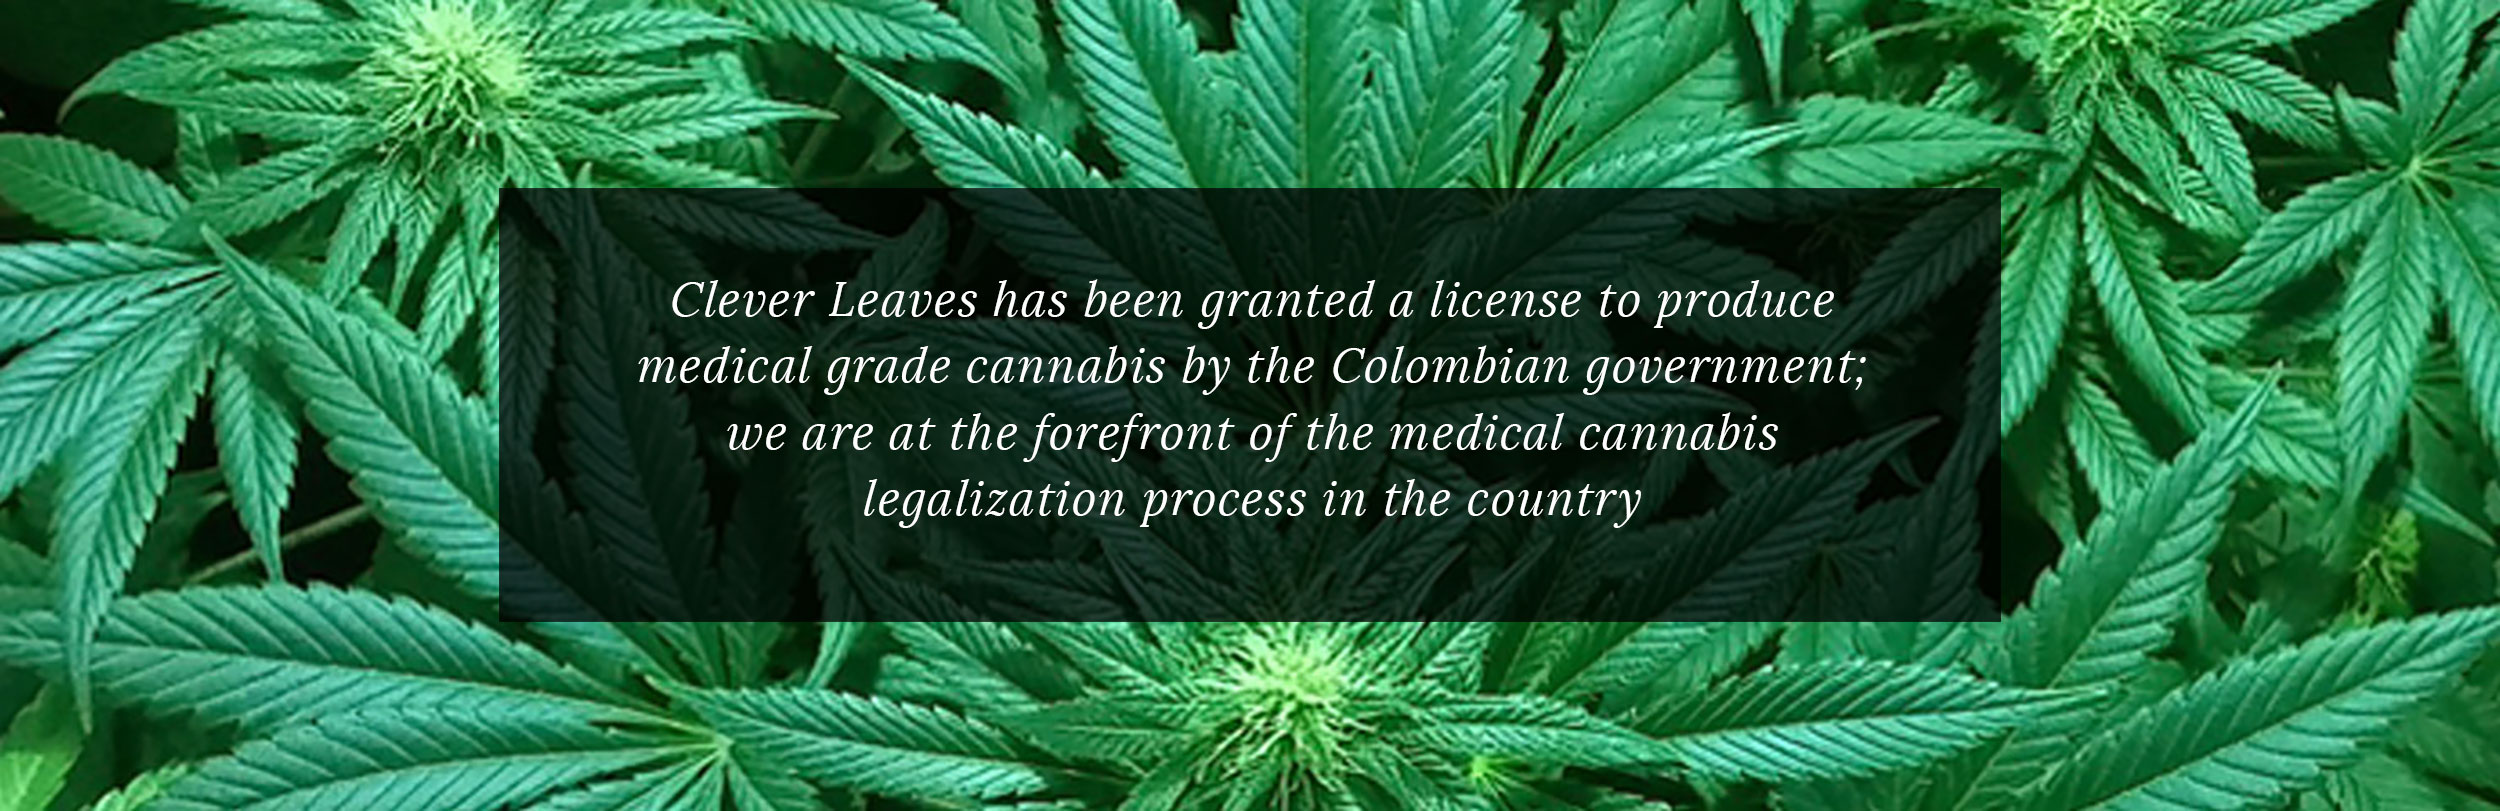 Clever Leaves has been granted a license to produce
medical grade cannabis by the Colombian government;
we are at the forefront of the medical cannabis
legalization process in the country